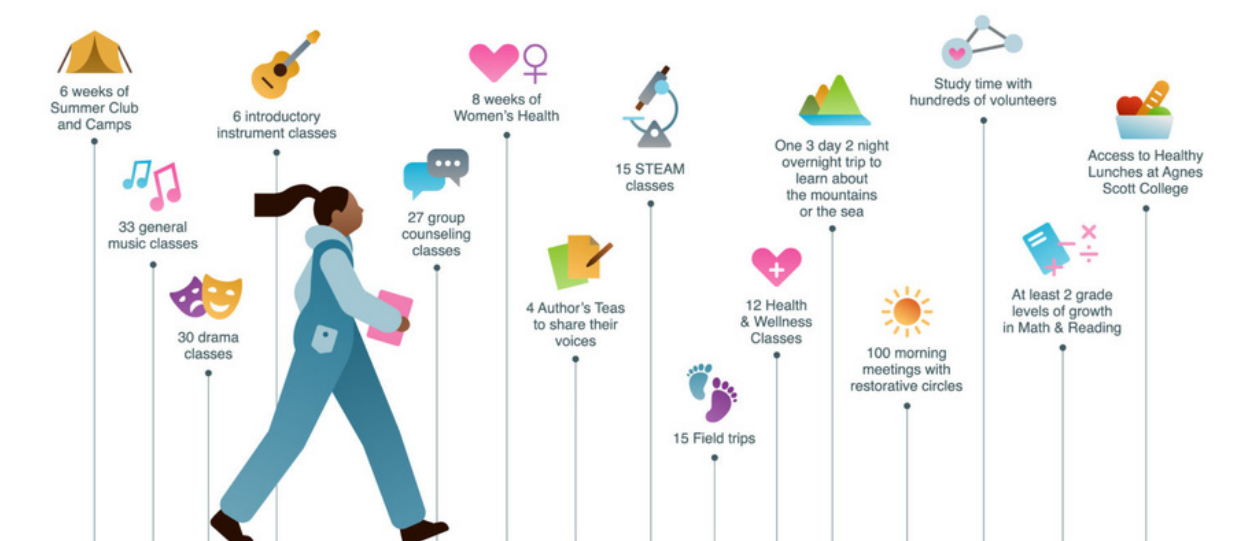 6 weeks of
Summer Club
and Camps
33 general
music classes
30 drama
classes
6 introductory
instrument classes
27 group
counseling
classes
8 weeks of
Women's Health
4 Author's Teas
to share their
voices
15 STEAM
classes
15 Field trips
12 Health
& Wellness
Classes
One 3 day 2 night
overnight trip to
learn about
the mountains
or the sea
100 morning
meetings with
restorative circles
Study time with
hundreds of volunteers
At least 2 grade
levels of growth
in Math & Reading
Access to Healthy
Lunches at Agnes
Scott College